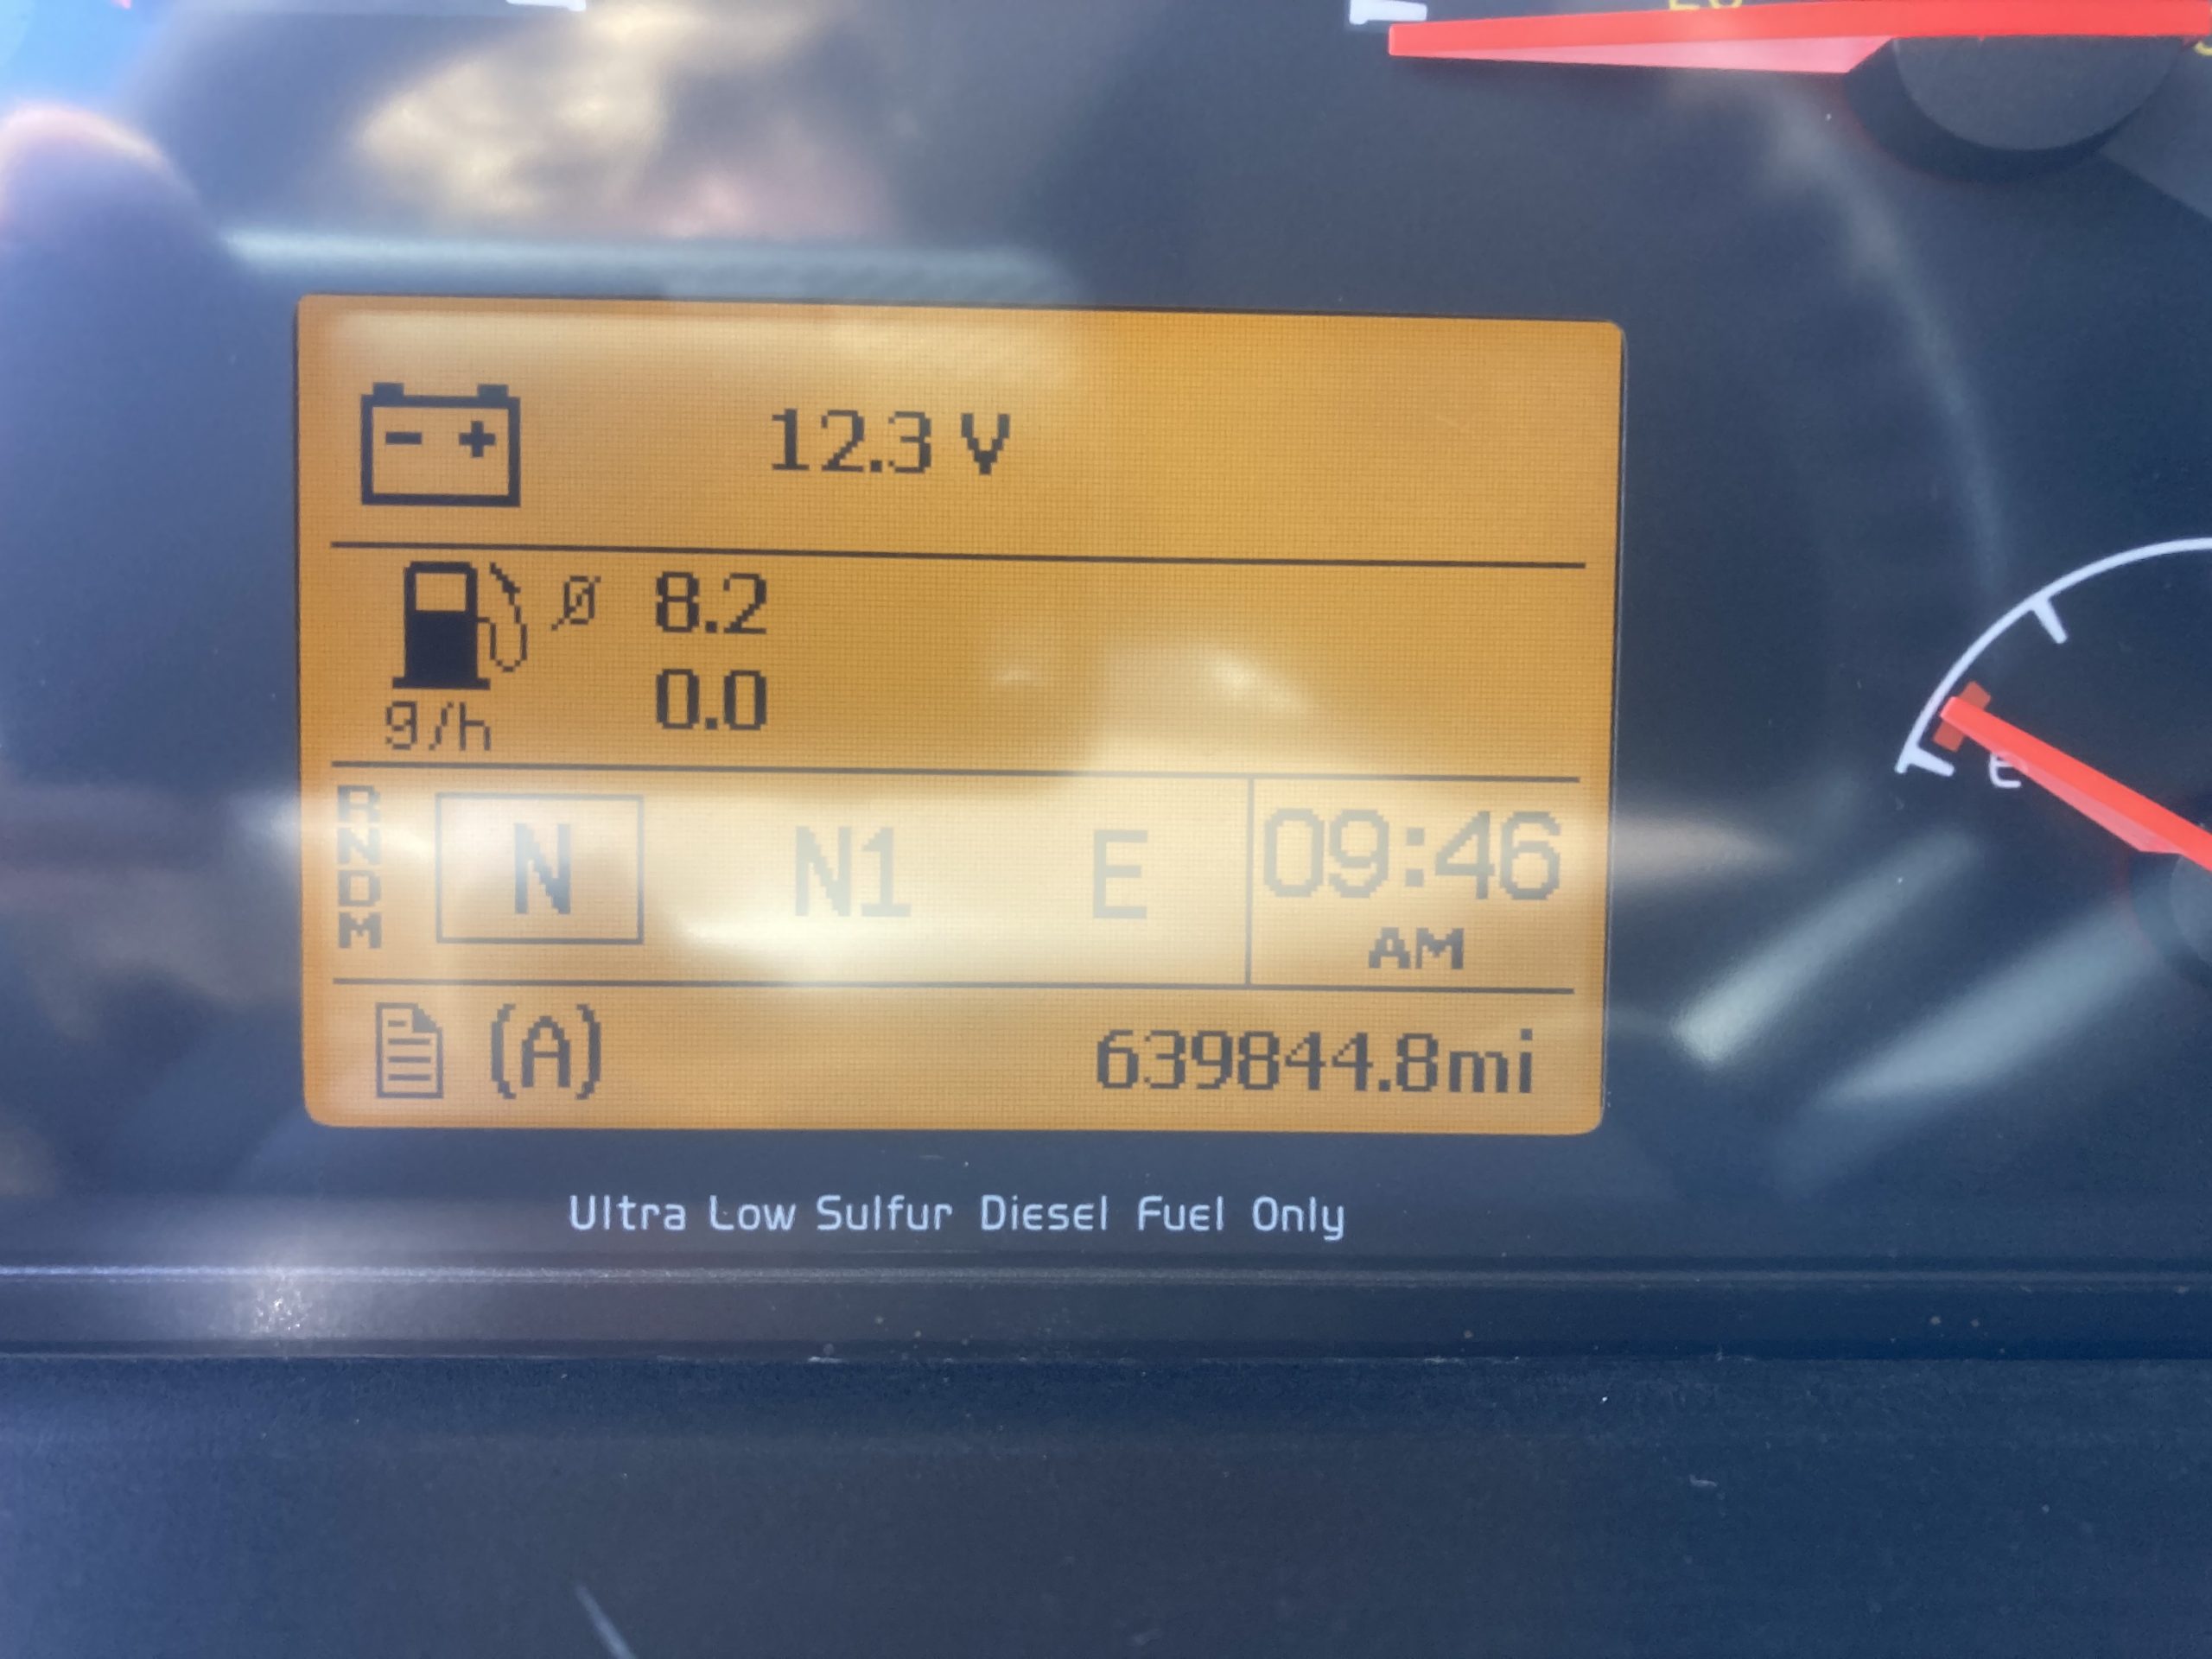 12.3 V
Ø 8.2
0.0
g/h
RNDM
N N1 E 09:46
AM
(A) 639844.8mi
e
Ultra Low Sulfur Diesel Fuel Only